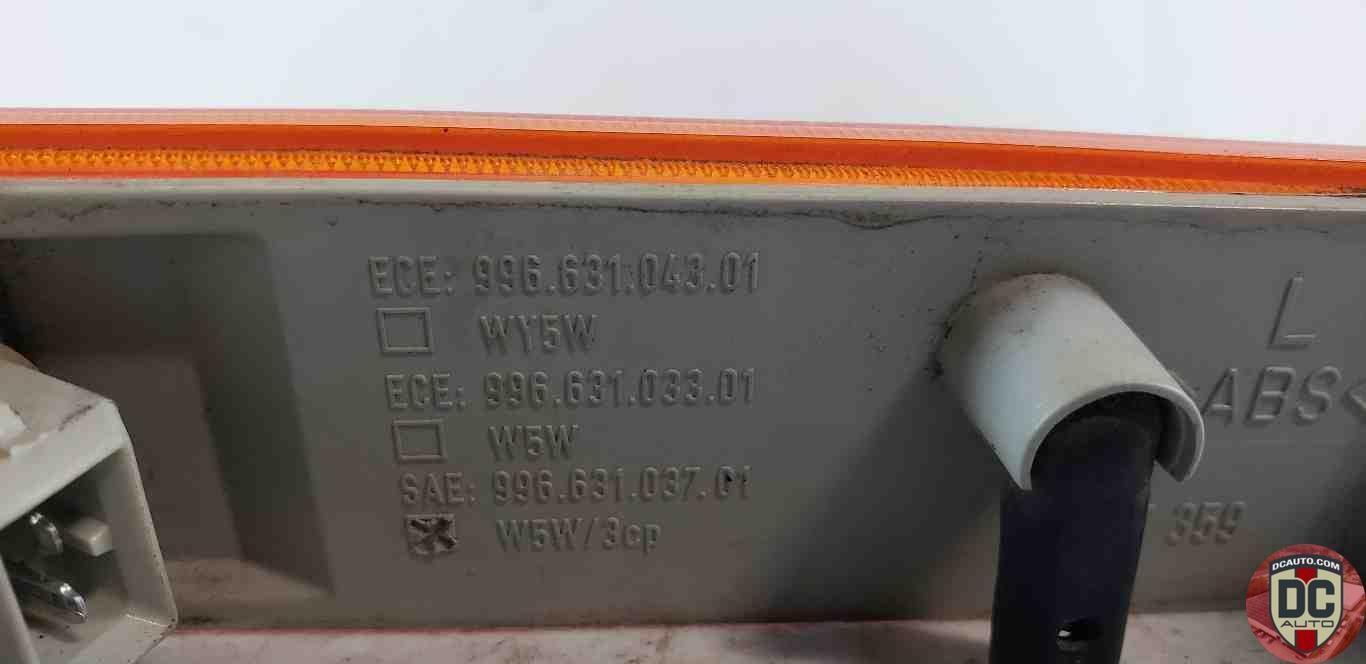 ECE: 996.631.043.01
WY5W
ECE: 996.631.033.01
W5W
SAE: 996.631.037.01
W5W/3cp
L
ABS<
359
DCAUTO.COM
DC
AUTO